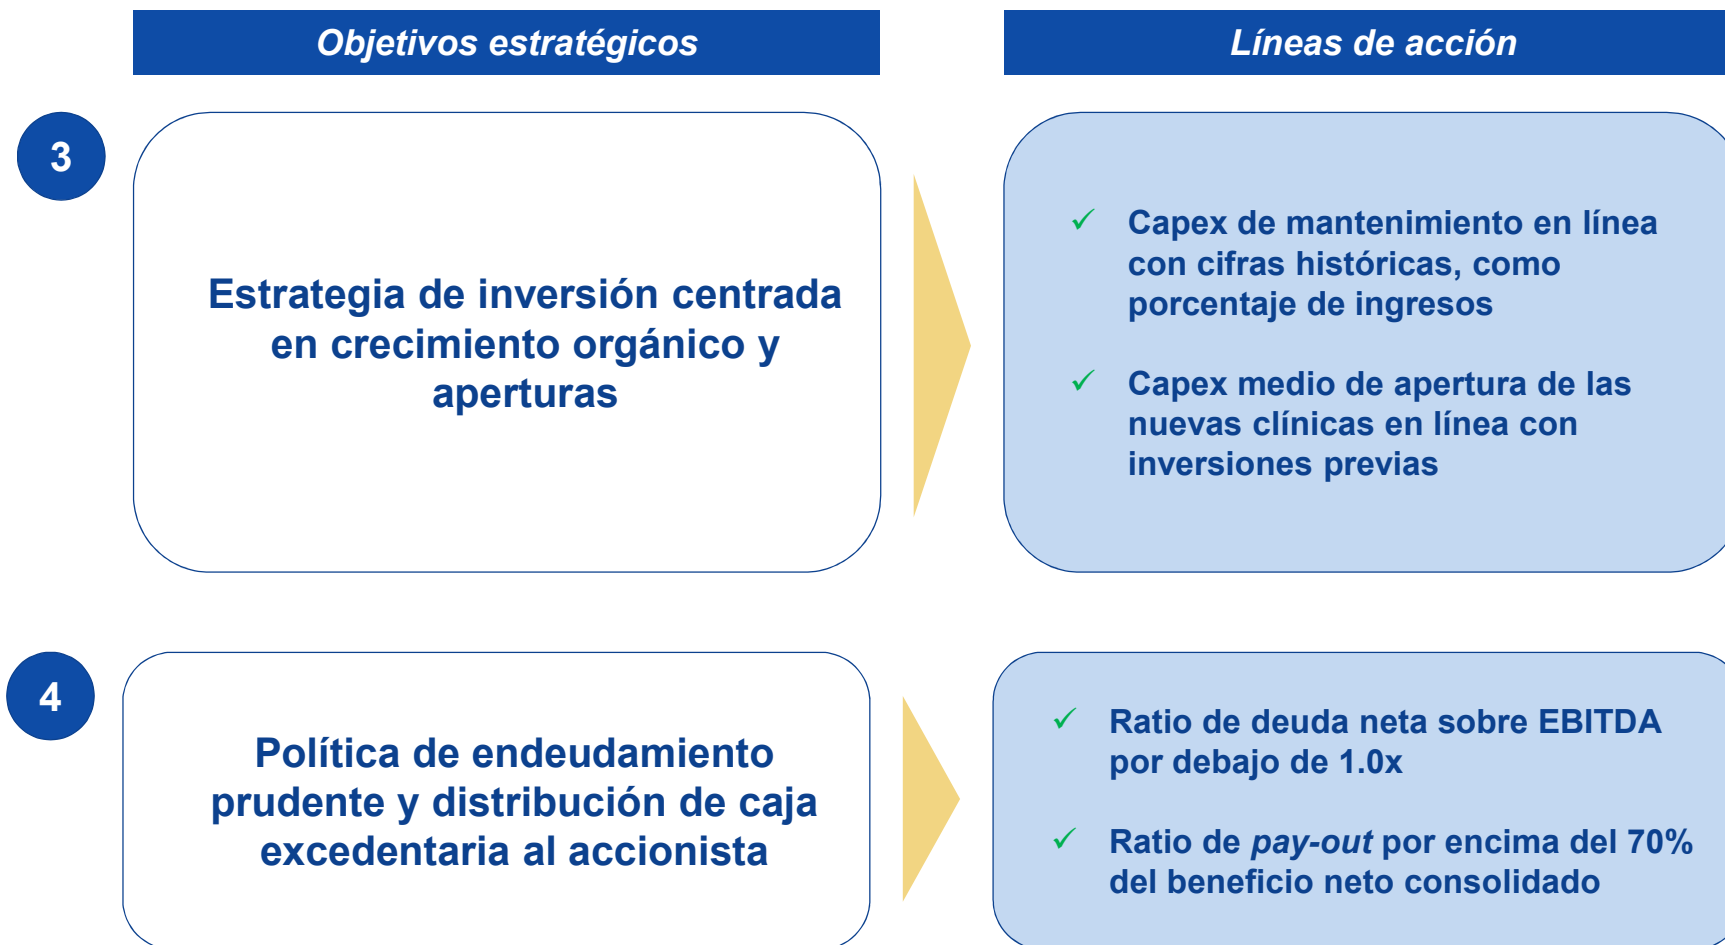 Objetivos estratégicos
Líneas de acción
3
Estrategia de inversión centrada
en crecimiento orgánico y
aperturas
Capex de mantenimiento en línea
con cifras históricas, como
porcentaje de ingresos
Capex medio de apertura de las
nuevas clínicas en línea con
inversiones previas
4
Política de endeudamiento
prudente y distribución de caja
excedentaria al accionista
Ratio de deuda neta sobre EBITDA
por debajo de 1.0x
Ratio de pay-out por encima del 70%
del beneficio neto consolidado